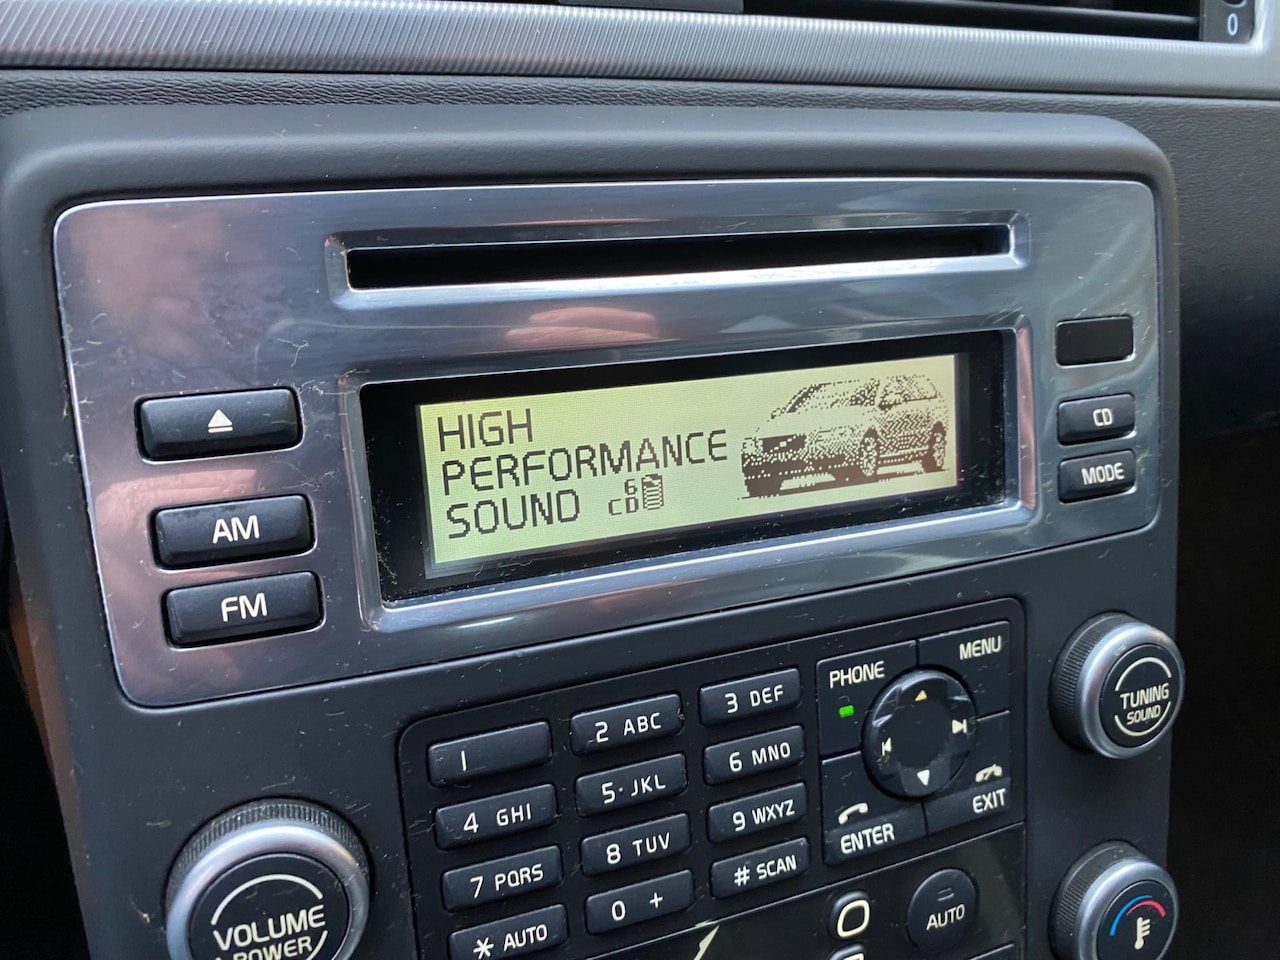 0
HIGH
PERFORMANCE
SOUND 6
CD
CD
MODE
AM
FM
PHONE
MENU
TUNING
SOUND
1
2 ABC
3 DEF
4 GHI
5· JKL
6 MNO
7 PQRS
8 TUV
9 WXYZ
* AUTO
0 +
# SCAN
ENTER
EXIT
VOLUME
POWER
AUTO